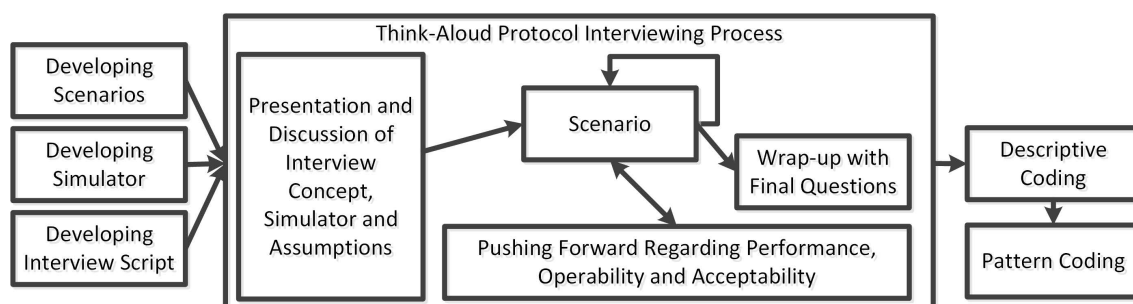 Think-Aloud Protocol Interviewing Process
Developing
Scenarios
Developing
Simulator
Developing
Interview Script
Presentation and
Discussion of
Interview
Concept,
Simulator and
Assumptions
Scenario
Wrap-up with
Final Questions
Pushing Forward Regarding Performance,
Operability and Acceptability
Descriptive
Coding
Pattern Coding